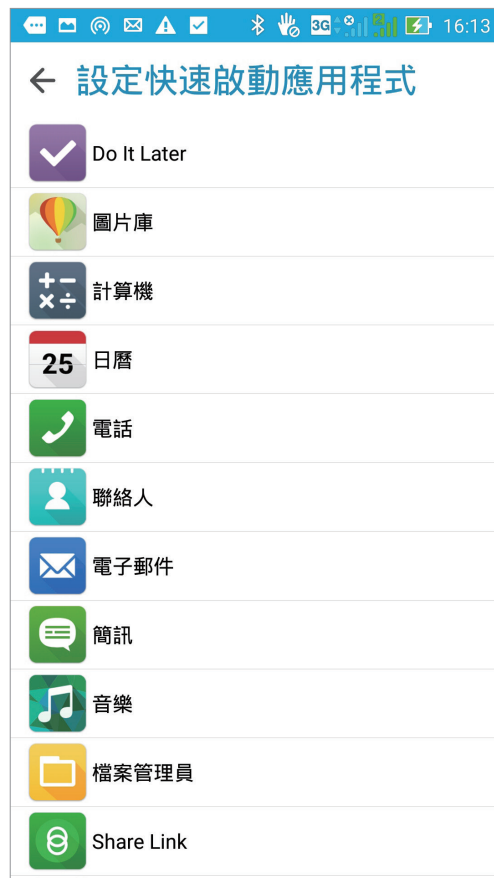 3G 2 16:13
設定快速啟動應用程式
Do It Later
圖片庫
計算機
25 日曆
電話
聯絡人
電子郵件
簡訊
音樂
檔案管理員
Share Link